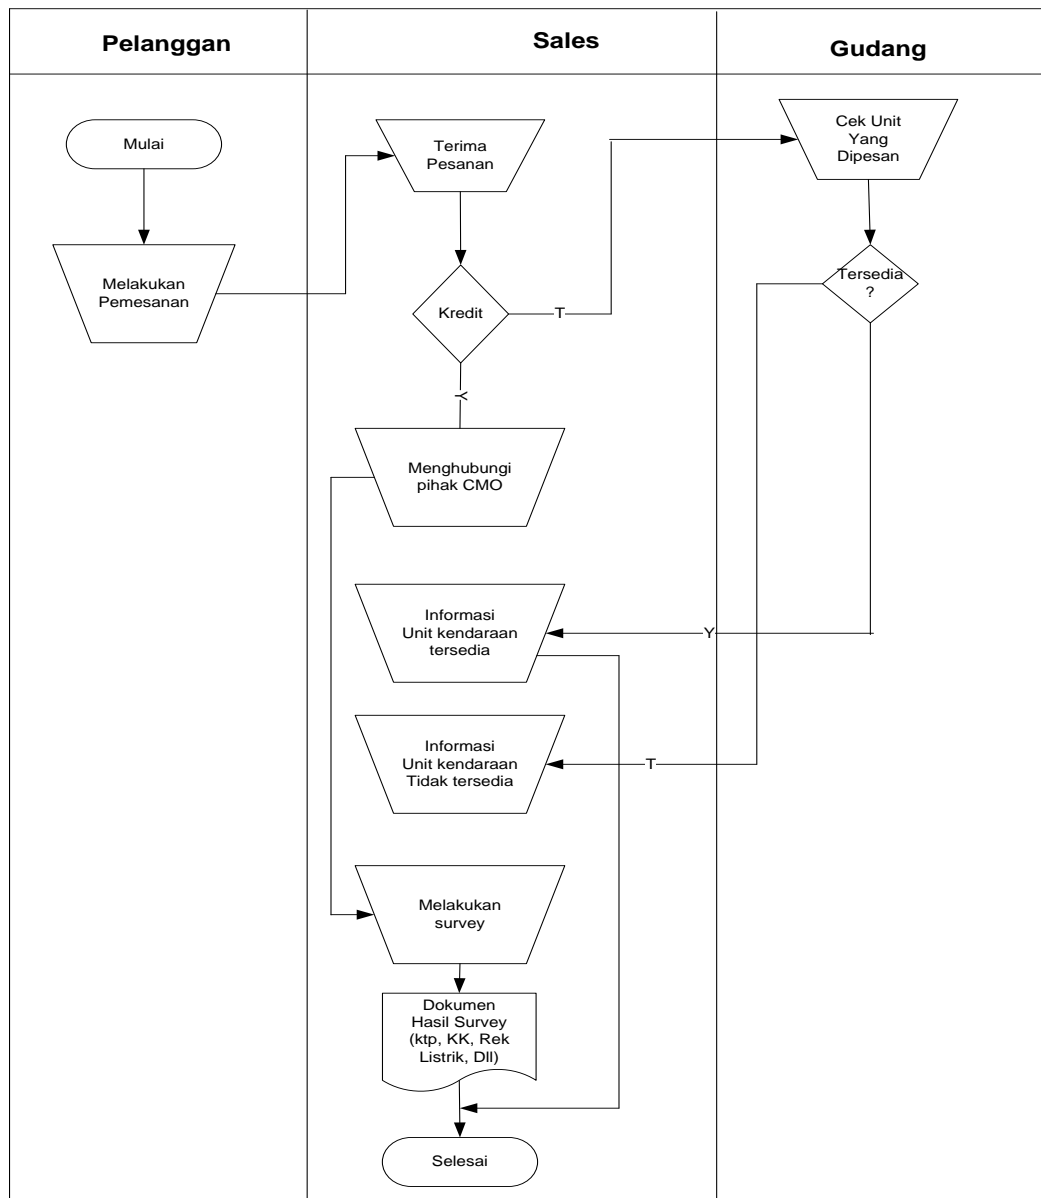 Pelanggan
Sales
Gudang
Mulai
Melakukan
Pemesanan
Terima
Pesanan
Kredit
T
Y
Cek Unit
Yang
Dipesan
Tersedia
?
Menghubungi
pihak CMO
Informasi
Unit kendaraan
tersedia
Y
Informasi
Unit kendaraan
Tidak tersedia
T
Melakukan
survey
Dokumen
Hasil Survey
(ktp, KK, Rek
Listrik, Dll)
Selesai